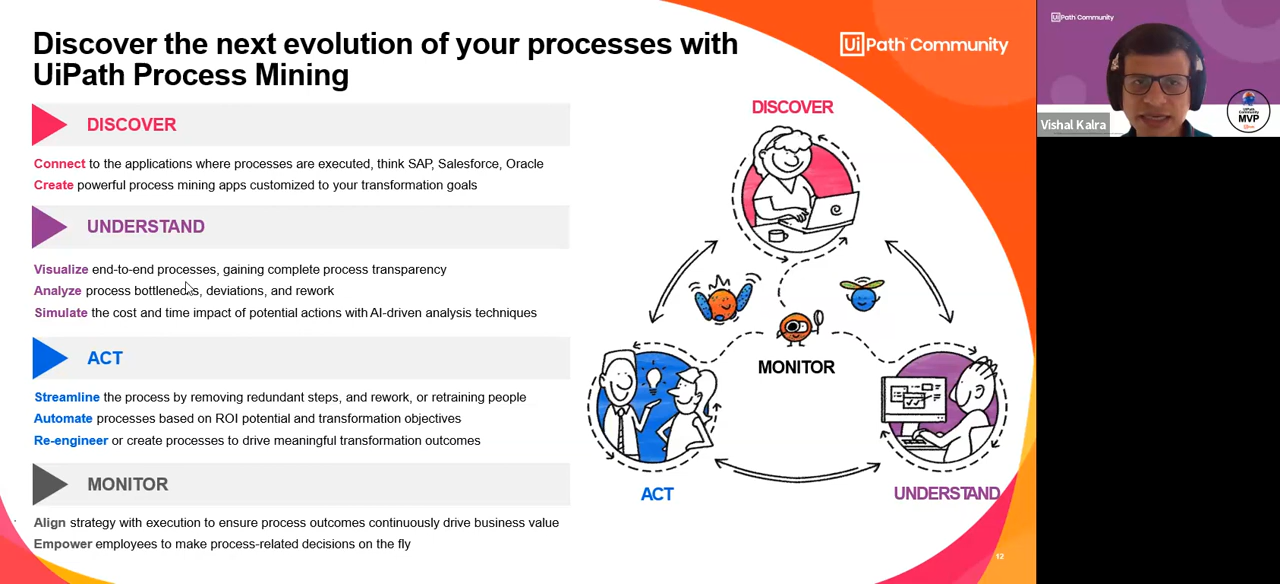 Discover the next evolution of your processes with
UiPath Process Mining
UiPath Community
DISCOVER
Connect to the applications where processes are executed, think SAP, Salesforce, Oracle
Create powerful process mining apps customized to your transformation goals
UNDERSTAND
Visualize end-to-end processes, gaining complete process transparency
Analyze process bottlenecks, deviations, and rework
Simulate the cost and time impact of potential actions with AI-driven analysis techniques
ACT
Streamline the process by removing redundant steps, and rework, or retraining people
Automate processes based on ROI potential and transformation objectives
Re-engineer or create processes to drive meaningful transformation outcomes
MONITOR
Align strategy with execution to ensure process outcomes continuously drive business value
Empower employees to make process-related decisions on the fly
DISCOVER
MONITOR
ACT
UNDERSTAND
12
UiPath Community
Vishal Kalra
UiPath
Community
MVP